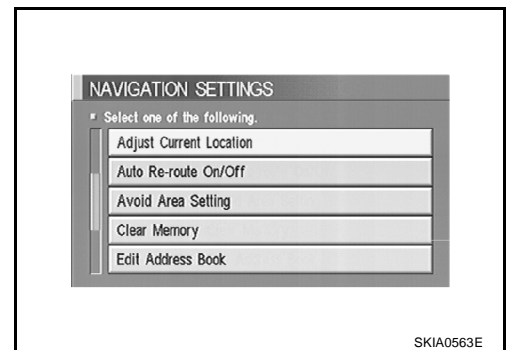 NAVIGATION SETTINGS
Select one of the following.
Adjust Current Location
Auto Re-route On/Off
Avoid Area Setting
Clear Memory
Edit Address Book
SKIA0563E